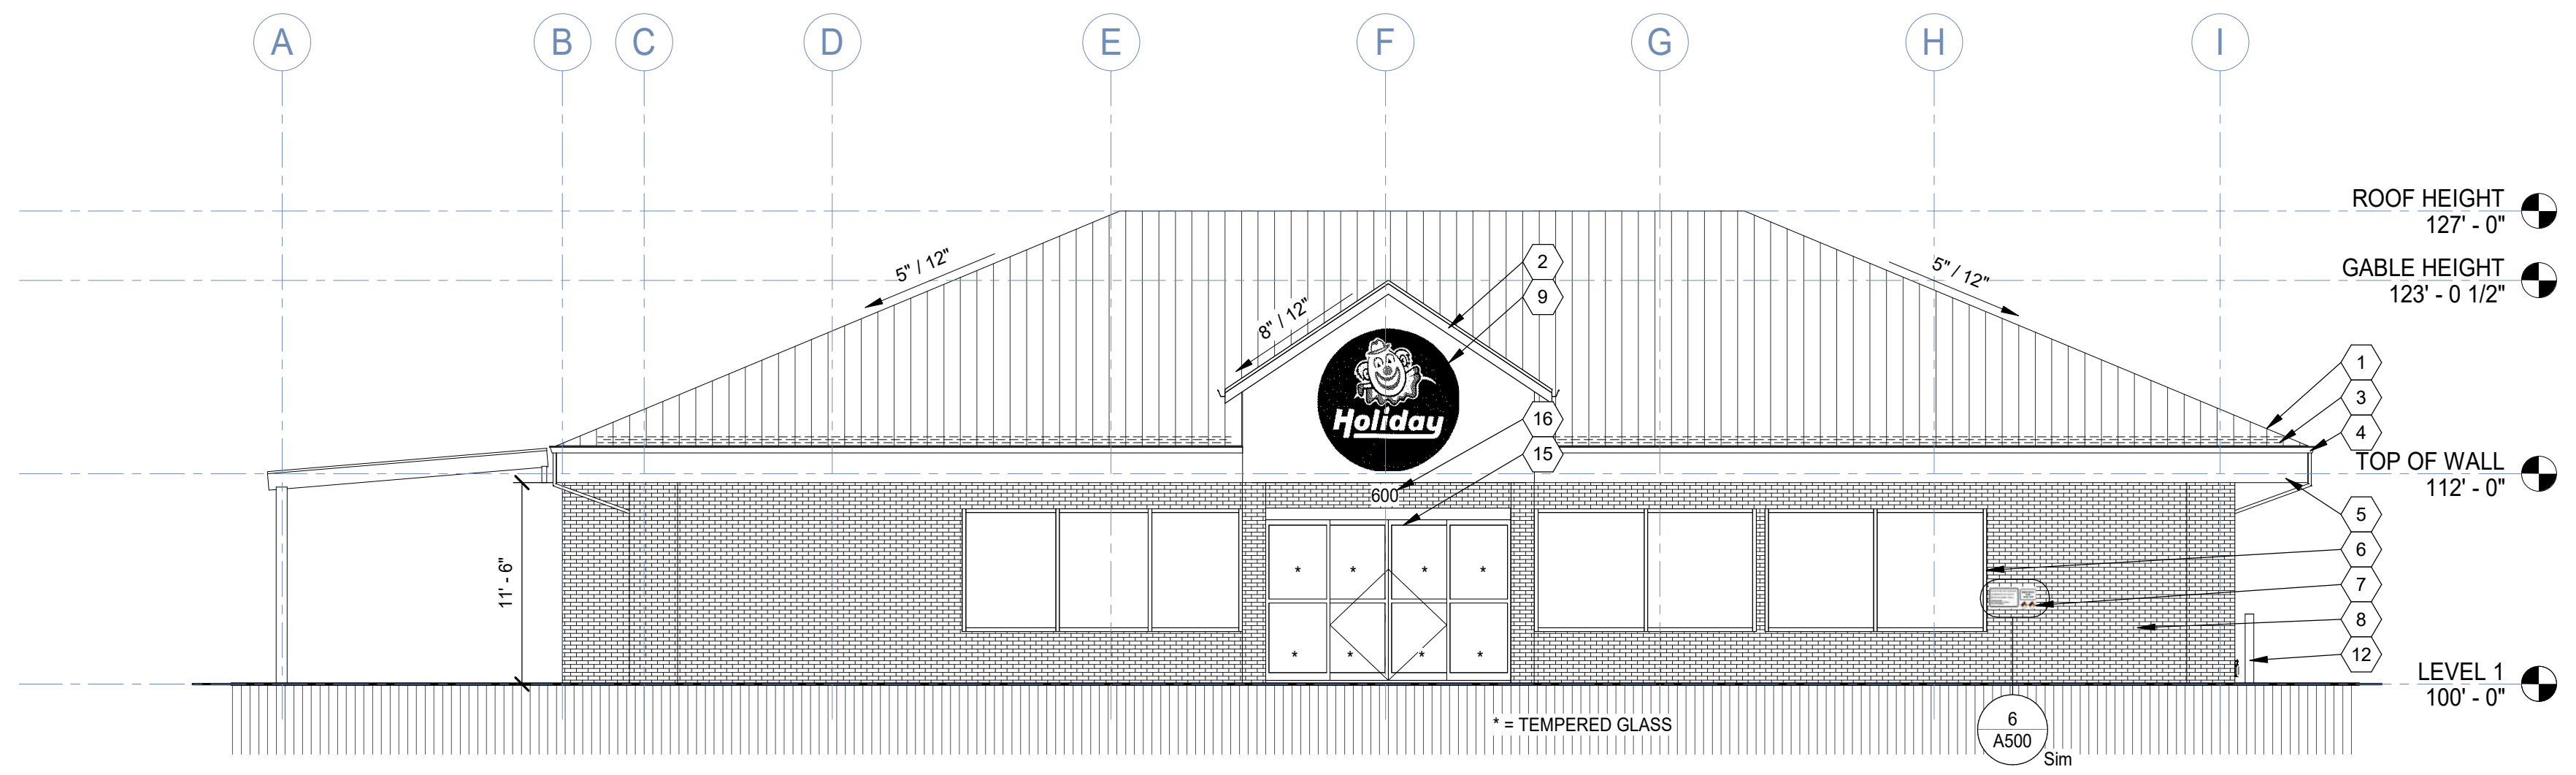 A
B
C
D
E
F
G
H
I
ROOF HEIGHT
127' - 0"
GABLE HEIGHT
123' - 0 1/2"
5" / 12"
5" / 12"
8" / 12"
2
9
Holiday
16
15
1
3
4
TOP OF WALL
112' - 0"
600
11' - 6"
5
6
7
8
12
* * * *
* * * *
LEVEL 1
100' - 0"
* = TEMPERED GLASS
6
A500
Sim